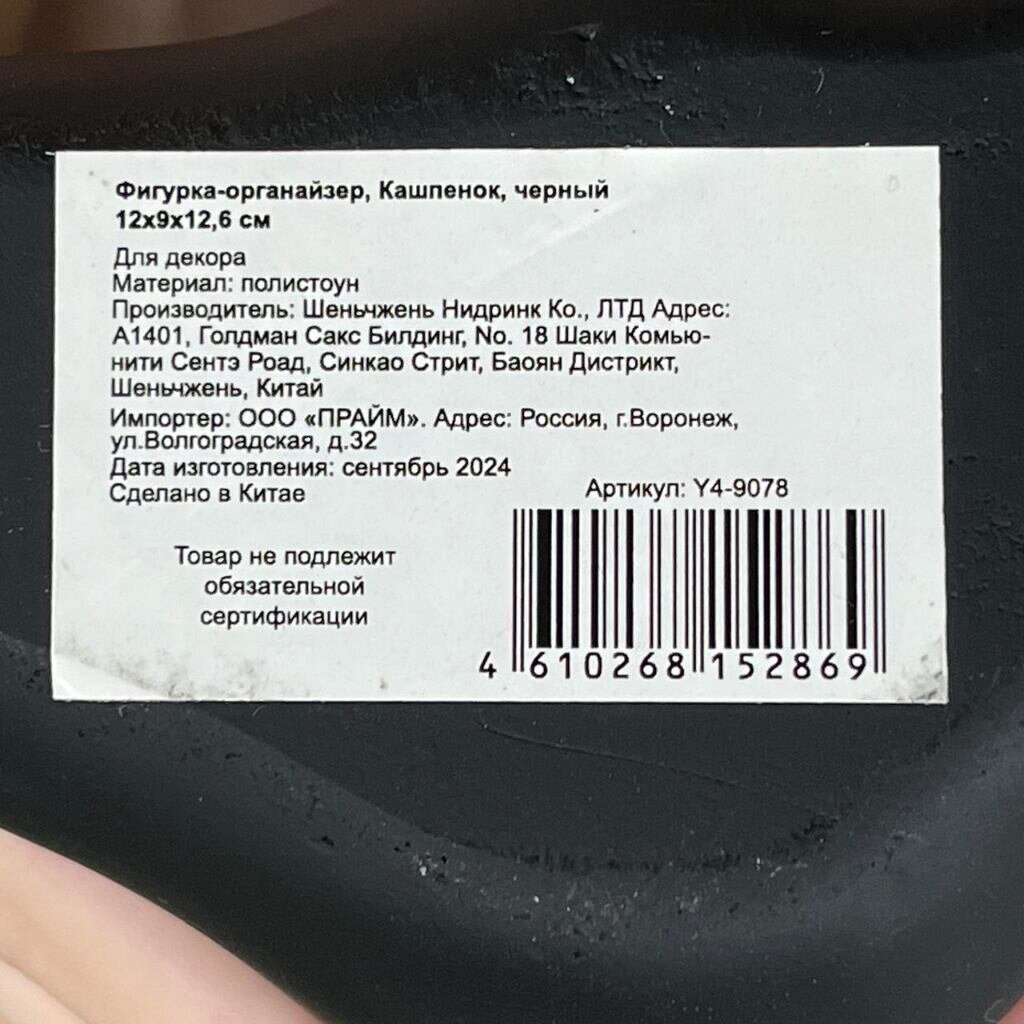 Фигурка-органайзер, Кашпенок, черный
12х9х12,6 см
Для декора
Материал: полистоун
Производитель: Шеньчжень Нидринк Ко., ЛТД Адрес:
А1401, Голдман Сакс Билдинг, No. 18 Шаки Комью-
нити Сентэ Роад, Синкао Стрит, Баоян Дистрикт,
Шеньчжень, Китай
Импортер: ООО «ПРАЙМ». Адрес: Россия, г.Воронеж,
ул.Волгоградская, д.32
Дата изготовления: сентябрь 2024
Сделано в Китае
Артикул: Y4-9078
Товар не подлежит
обязательной
сертификации
4 610268 152869